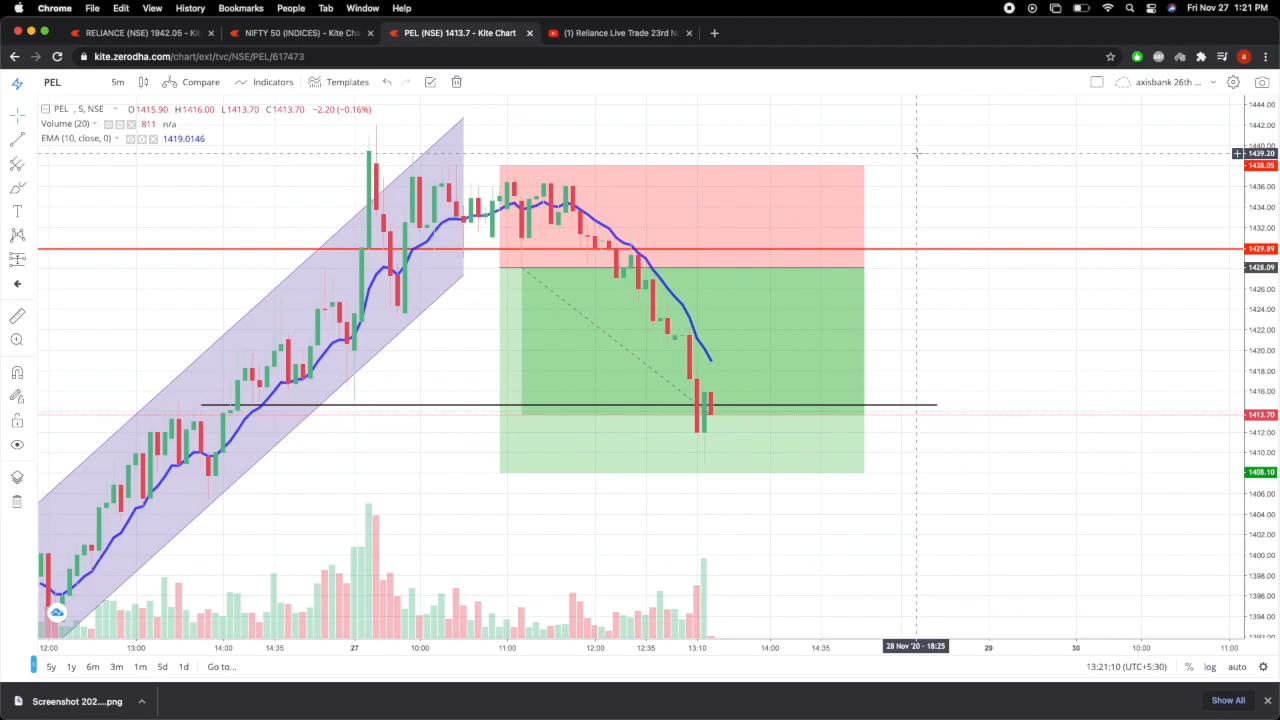 Chrome File Edit View History Bookmarks People Tab Window Help Fri Nov 27 1:21 PM
RELIANCE (NSE) 1942.05 - Ki NIFTY 50 (INDICES) - Kite Cha PEL (NSE) 1413.7 - Kite Chart (1) Reliance Live Trade 23rd N
kite.zerodha.com/chart/ext/tvc/NSE/PEL/617473
PEL 5m Compare Indicators Templates axisbank 26th ...
PEL , 5, NSE O1415.90 H1416.00 L1413.70 C1413.70 −2.20 (−0.16%)
Volume (20) 811 n/a
EMA (10, close, 0) 1419.0146
1444.00
1442.00
1440.00
1439.20
1438.05
1436.00
1434.00
1432.00
1429.89
1428.09
1426.00
1424.00
1422.00
1420.00
1418.00
1416.00
1413.70
1412.00
1410.00
1408.10
1406.00
1404.00
1402.00
1400.00
1398.00
1396.00
1394.00
1392.00
12:00 13:00 14:00 14:35 27 10:00 11:00 12:00 12:35 13:10 14:00 14:35 28 Nov '20 - 18:25 29 30 11:00
5y 1y 6m 3m 1m 5d 1d Go to... 13:21:10 (UTC+5:30) % log auto
Screenshot 202....png Show All